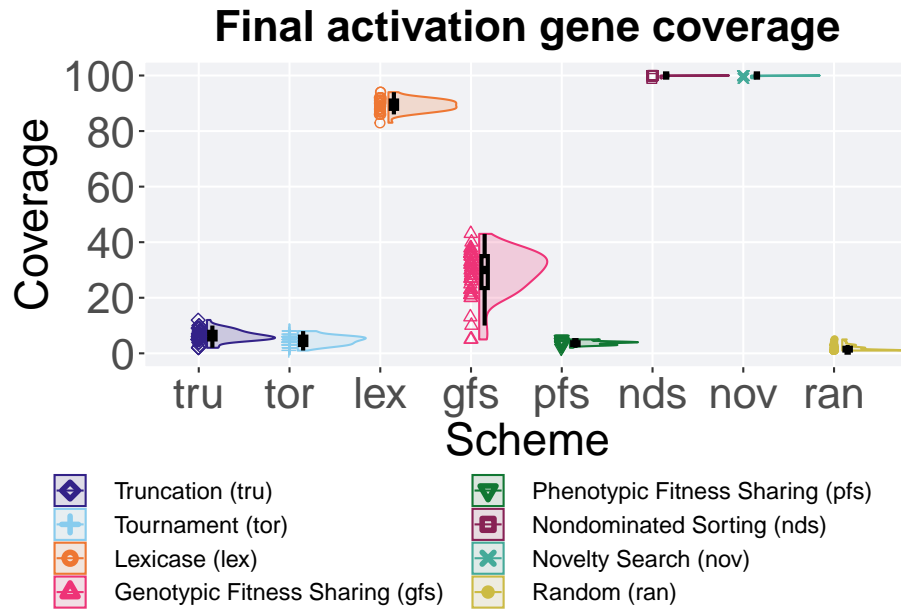 Final activation gene coverage
Coverage
100
80
60
40
20
0
tru tor lex gfs pfs nds nov ran
Scheme
Truncation (tru)
Tournament (tor)
Lexicase (lex)
Genotypic Fitness Sharing (gfs)
Phenotypic Fitness Sharing (pfs)
Nondominated Sorting (nds)
Novelty Search (nov)
Random (ran)